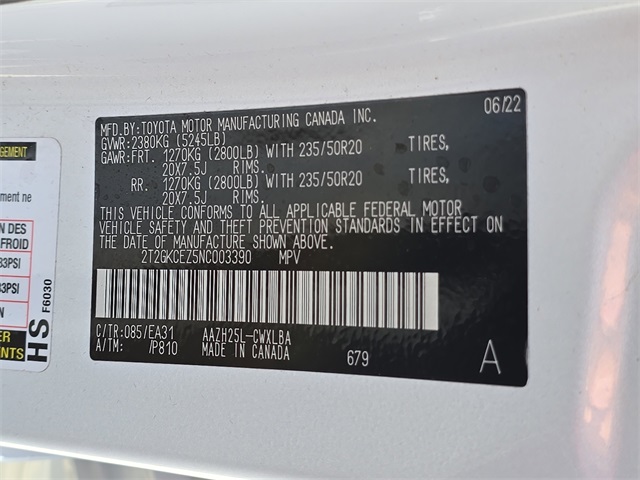 MFD.BY:TOYOTA MOTOR MANUFACTURING CANADA INC. 06/22
GVWR:2380KG (5245LB)
GAWR:FRT. 1270KG (2800LB) WITH 235/50R20 TIRES,
20X7.5J RIMS.
RR. 1270KG (2800LB) WITH 235/50R20 TIRES,
20X7.5J RIMS.
THIS VEHICLE CONFORMS TO ALL APPLICABLE FEDERAL MOTOR
VEHICLE SAFETY AND THEFT PREVENTION STANDARDS IN EFFECT ON
THE DATE OF MANUFACTURE SHOWN ABOVE.
2T2GKCEZ5NC003390 MPV
C/TR:085/EA31 AAZH25L-CWXLBA
A/TM: /P810 MADE IN CANADA 679 A
ne
DES
FROID
HS F6030